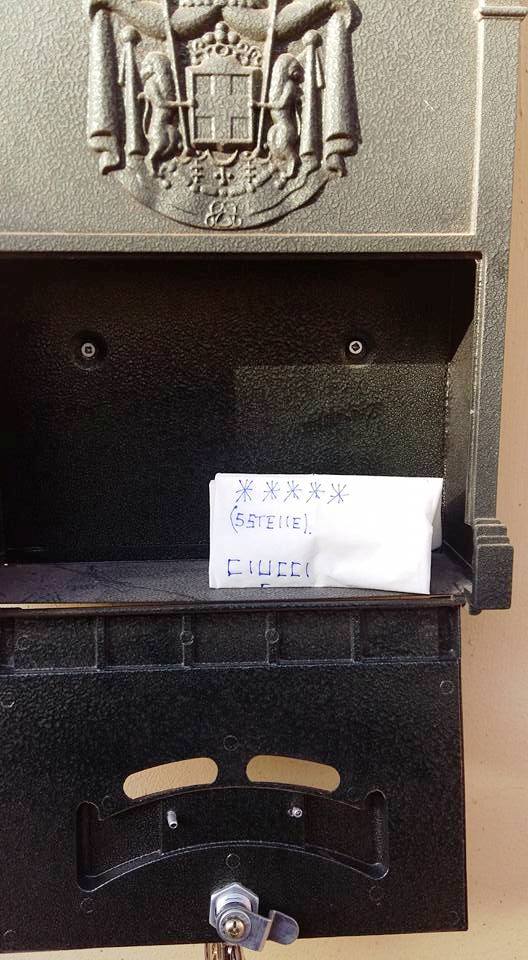 *****
(5STELLE).
CIUCCI